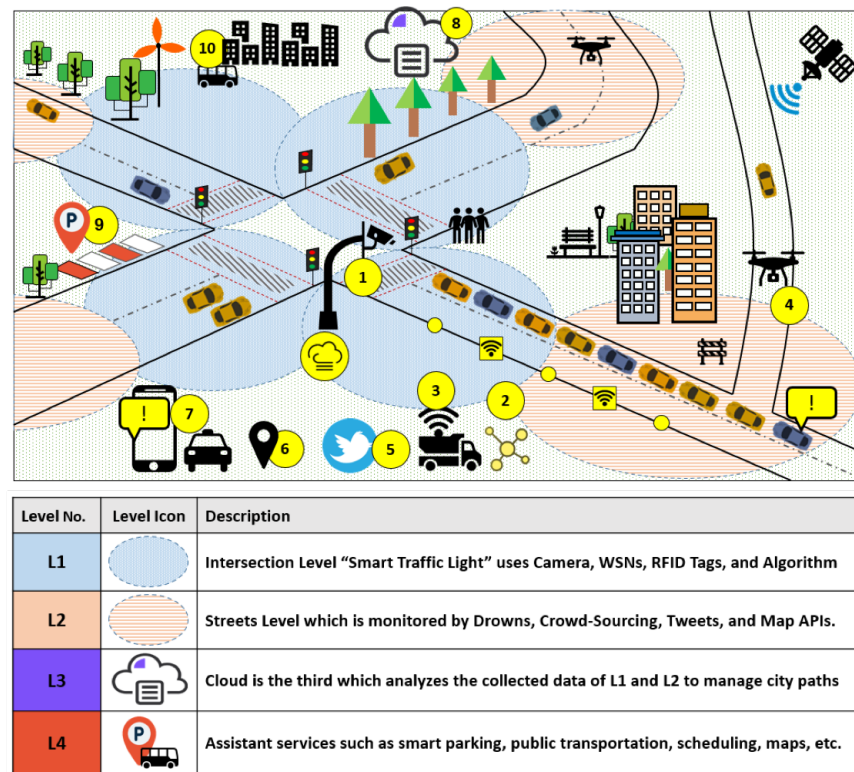 10
8
P
9
1
4
!
3
2
!
7
6
5
Level No. Level Icon Description
L1 Intersection Level “Smart Traffic Light” uses Camera, WSNs, RFID Tags, and Algorithm
L2 Streets Level which is monitored by Drowns, Crowd-Sourcing, Tweets, and Map APIs.
L3 Cloud is the third which analyzes the collected data of L1 and L2 to manage city paths
L4 P Assistant services such as smart parking, public transportation, scheduling, maps, etc.